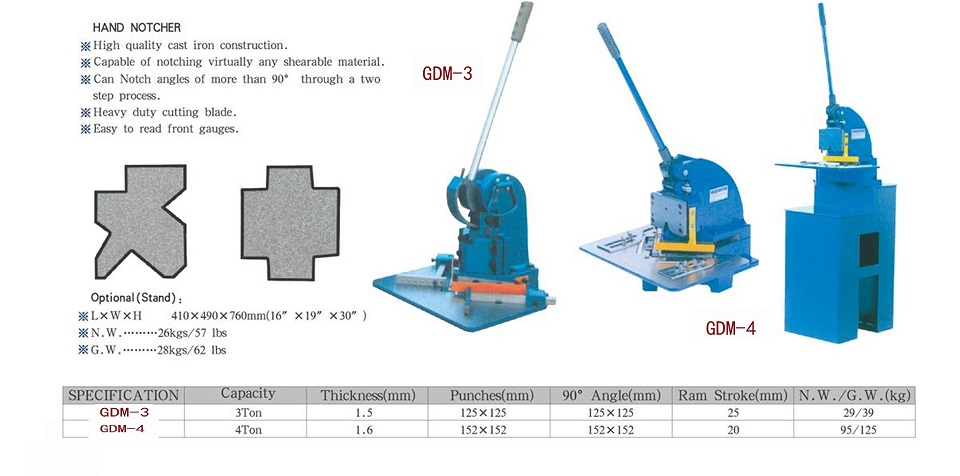 HAND NOTCHER
※High quality cast iron construction.
※Capable of notching virtually any shearable material.
※Can Notch angles of more than 90° through a two
step process.
※Heavy duty cutting blade.
※Easy to read front gauges.
GDM-3
GDM-4
Optional(Stand):
※L×W×H 410×490×760mm(16″×19″×30″)
※N.W.………26kgs/57 lbs
※G.W.………28kgs/62 lbs
SPECIFICATION Capacity Thickness(mm) Punches(mm) 90° Angle(mm) Ram Stroke(mm) N.W./G.W.(kg)
GDM-3 3Ton 1.5 125×125 125×125 25 29/39
GDM-4 4Ton 1.6 152×152 152×152 20 95/125